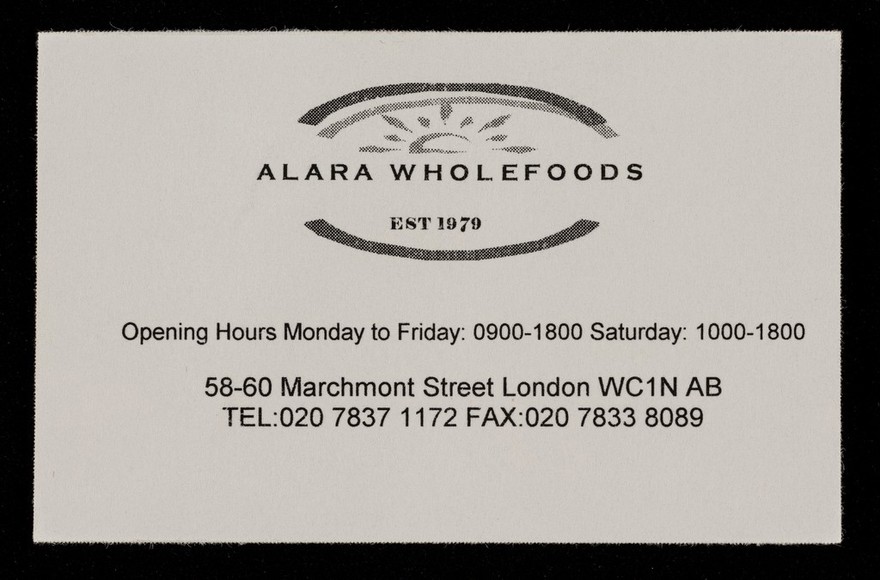 ALARA WHOLEFOODS
EST 1979
Opening Hours Monday to Friday: 0900-1800 Saturday: 1000-1800
58-60 Marchmont Street London WC1N AB
TEL:020 7837 1172 FAX:020 7833 8089